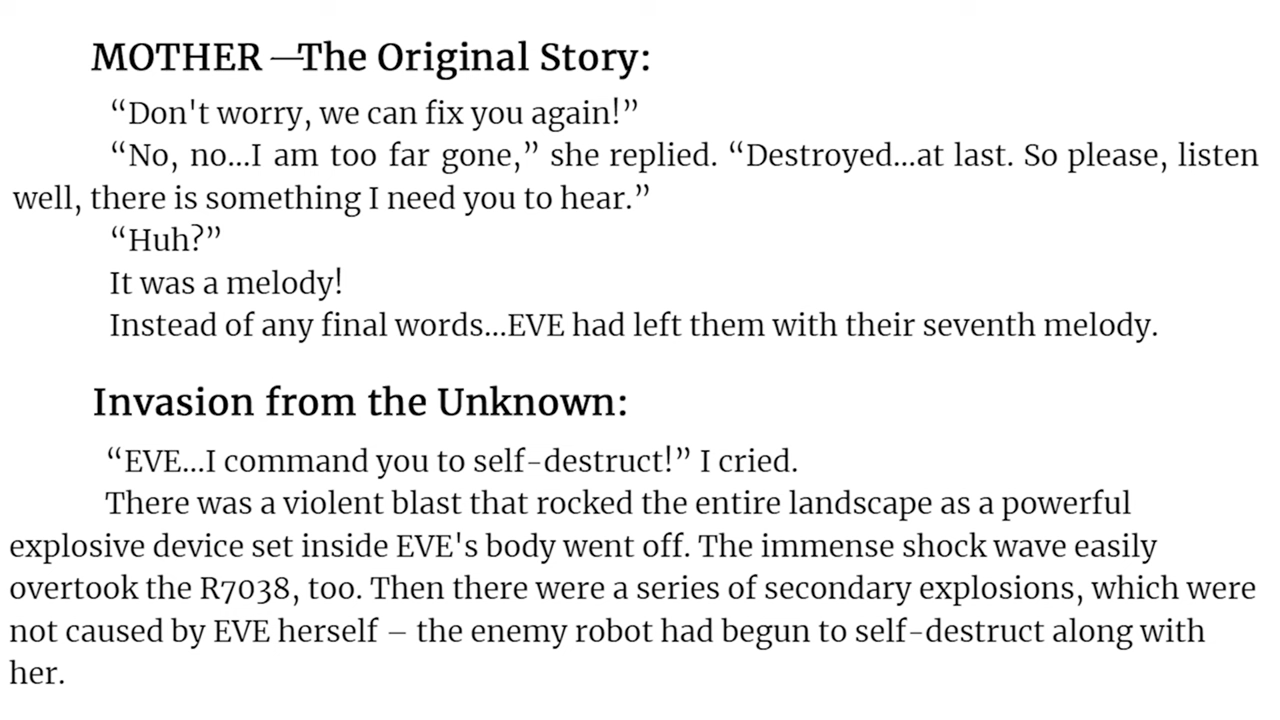 MOTHER —The Original Story:
“Don't worry, we can fix you again!”
“No, no...I am too far gone,” she replied. “Destroyed...at last. So please, listen
well, there is something I need you to hear.”
“Huh?”
It was a melody!
Instead of any final words...EVE had left them with their seventh melody.
Invasion from the Unknown:
“EVE...I command you to self-destruct!” I cried.
There was a violent blast that rocked the entire landscape as a powerful
explosive device set inside EVE's body went off. The immense shock wave easily
overtook the R7038, too. Then there were a series of secondary explosions, which were
not caused by EVE herself – the enemy robot had begun to self-destruct along with
her.